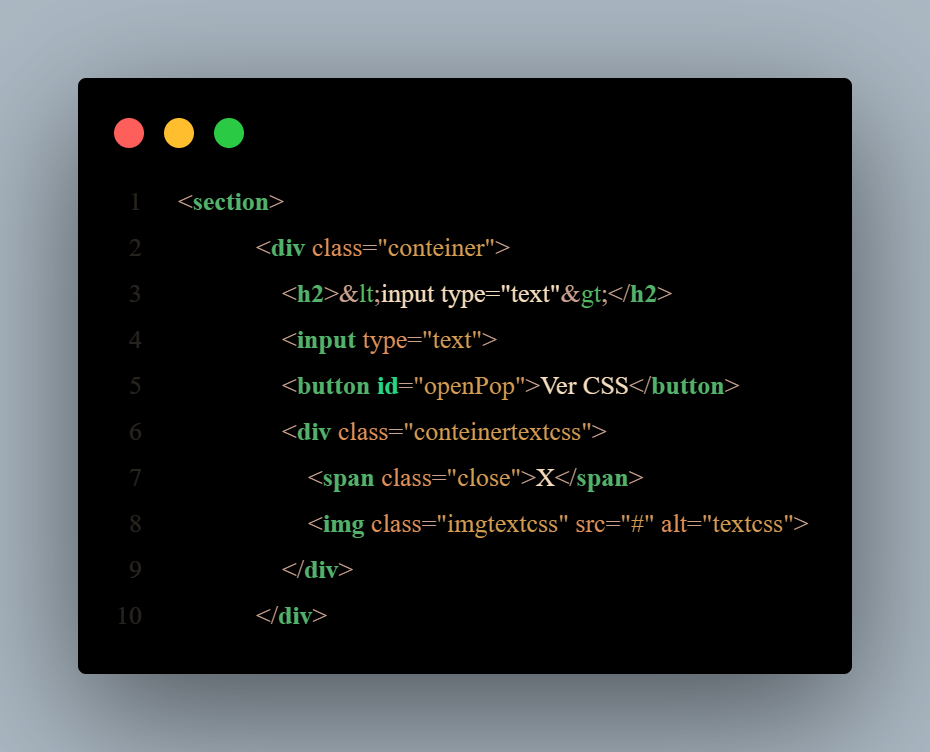 1 <section>
2 <div class="conteiner">
3 <h2>&lt;input type="text"&gt;</h2>
4 <input type="text">
5 <button id="openPop">Ver CSS</button>
6 <div class="conteinertextcss">
7 <span class="close">X</span>
8 <img class="imgtextcss" src="#" alt="textcss">
9 </div>
10 </div>